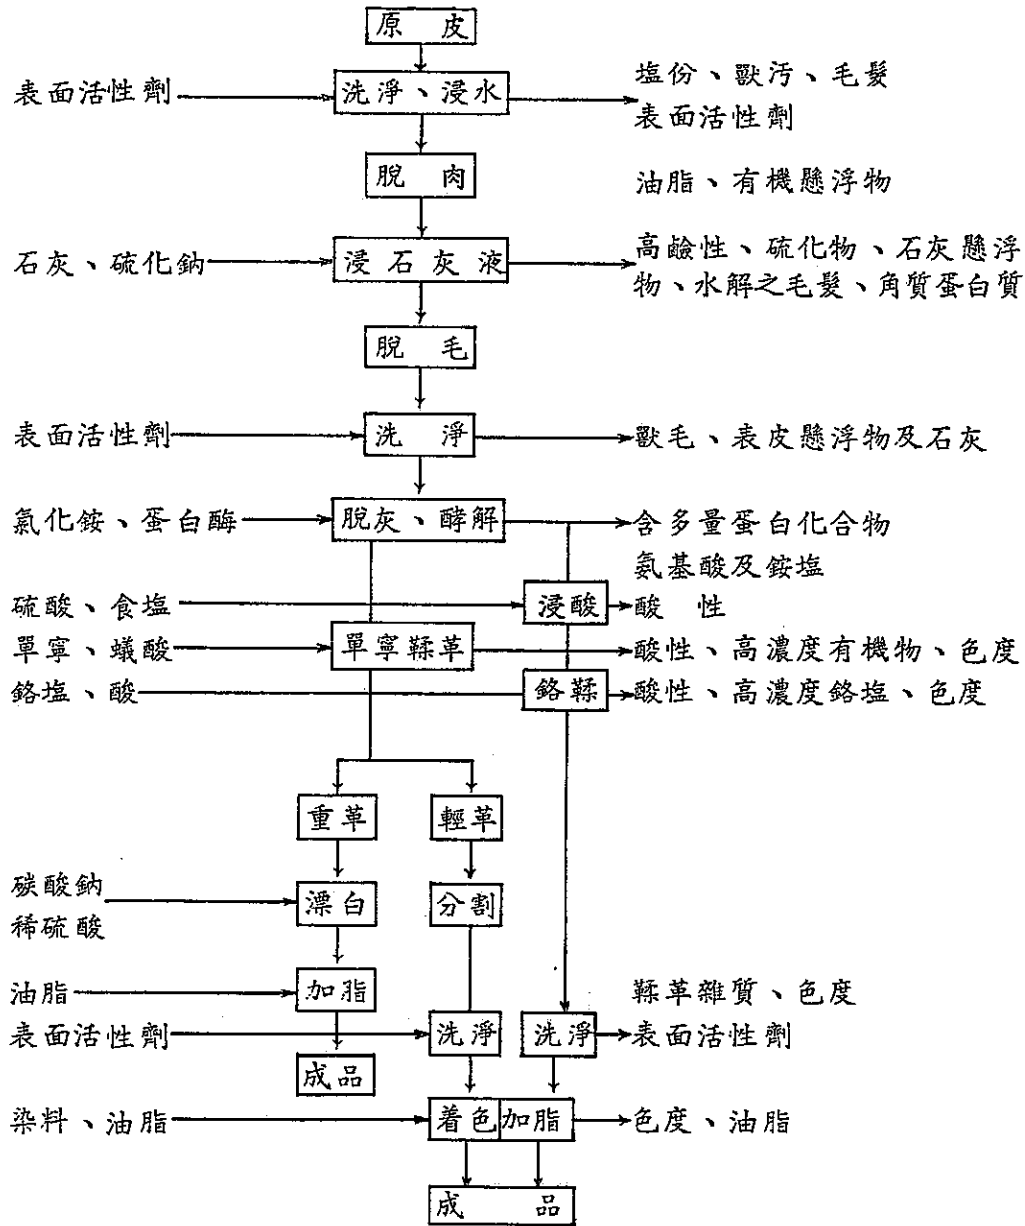 原 皮
表面活性劑
洗淨、浸水
塩份、獸污、毛髮
表面活性劑
脫 肉
油脂、有機懸浮物
石灰、硫化鈉
浸石灰液
高鹼性、硫化物、石灰懸浮
物、水解之毛髮、角質蛋白質
脫 毛
表面活性劑
洗 淨
獸毛、表皮懸浮物及石灰
氯化銨、蛋白酶
脫灰、酵解
含多量蛋白化合物
氨基酸及銨塩
硫酸、食塩
浸酸
酸 性
單寧、蟻酸
單寧鞣革
酸性、高濃度有機物、色度
鉻塩、酸
鉻鞣
酸性、高濃度鉻塩、色度
重革
輕革
碳酸鈉
稀硫酸
漂白
分割
油脂
加脂
鞣革雜質、色度
表面活性劑
洗淨
洗淨
表面活性劑
成品
染料、油脂
着色
加脂
色度、油脂
成 品